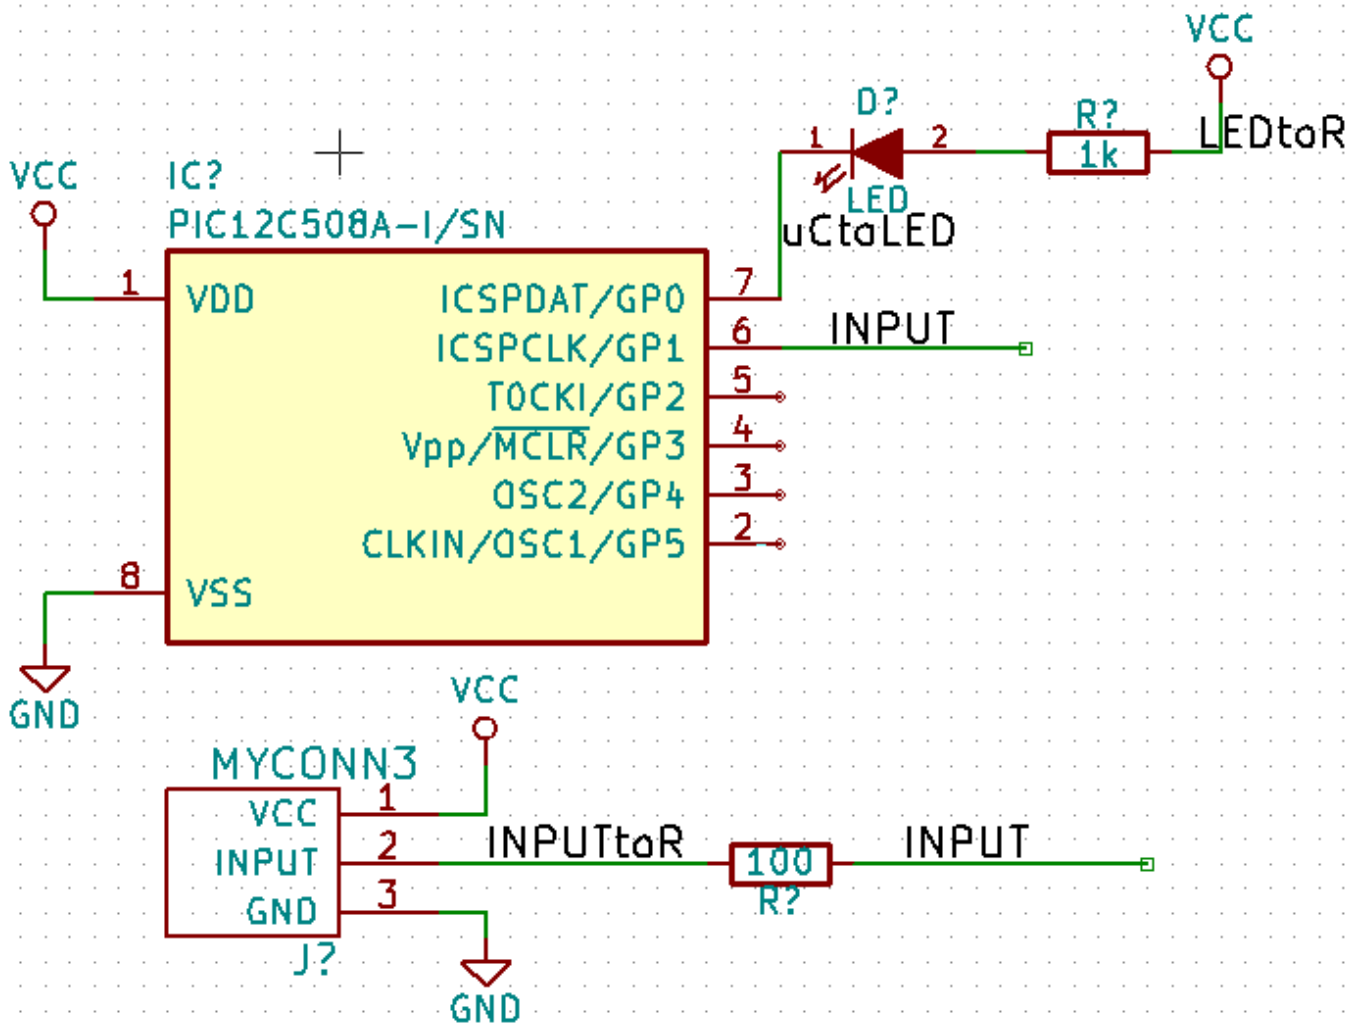 VCC
D?
R?
LEDtoR
1
2
1k
VCC
IC?
LED
PIC12C508A-I/SN
uCtoLED
1
VDD
ICSPDAT/GP0
7
ICSPCLK/GP1
6
INPUT
T0CKI/GP2
5
Vpp/MCLR/GP3
4
OSC2/GP4
3
CLKIN/OSC1/GP5
2
8
VSS
GND
VCC
MYCONN3
VCC
1
INPUT
2
INPUTtoR
100
INPUT
GND
3
R?
J?
GND